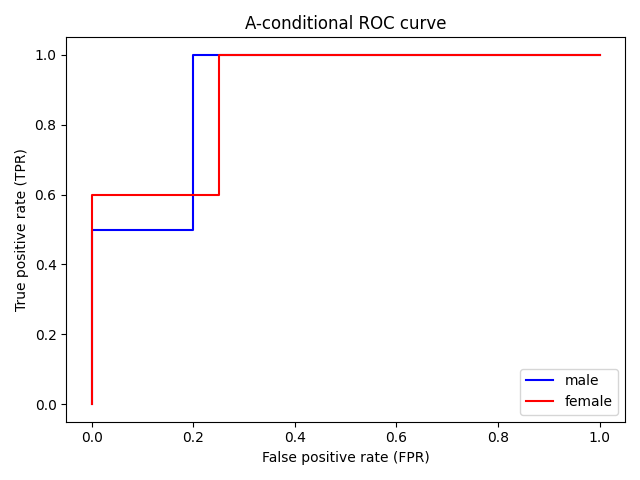 A-conditional ROC curve
True positive rate (TPR)
1.0
0.8
0.6
0.4
0.2
0.0
0.0 0.2 0.4 0.6 0.8 1.0
False positive rate (FPR)
male
female